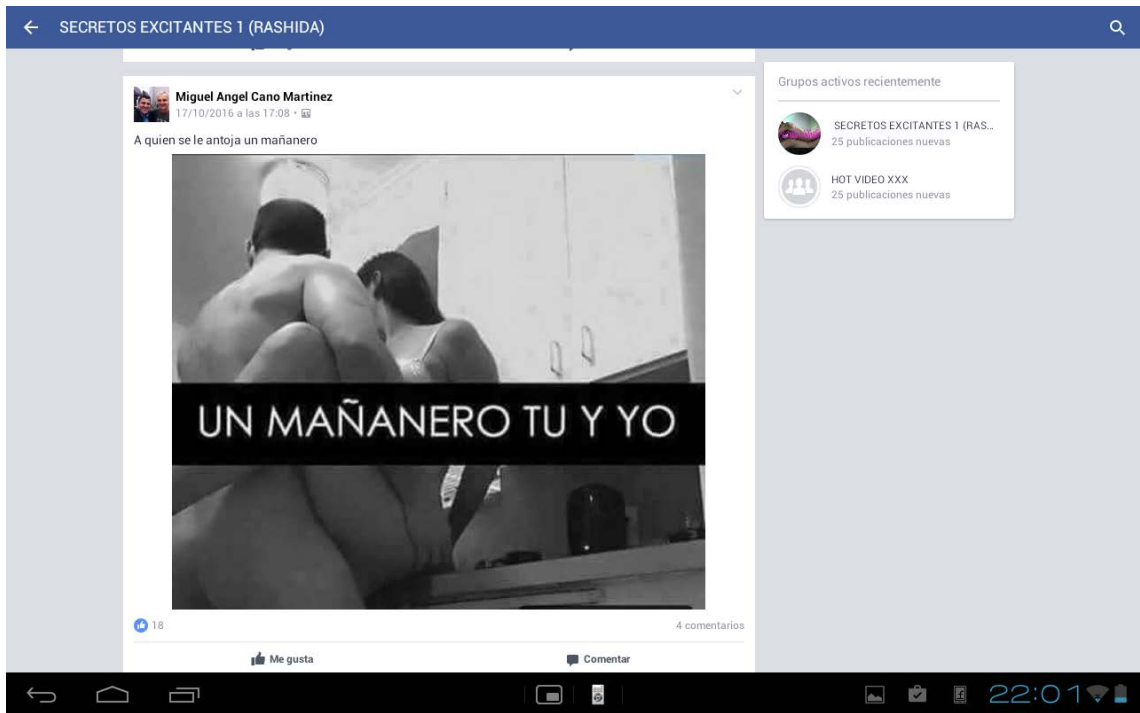 SECRETOS EXCITANTES 1 (RASHIDA)
Miguel Angel Cano Martinez
17/10/2016 a las 17:08
A quien se le antoja un mañanero
UN MAÑANERO TU Y YO
18
4 comentarios
Me gusta
Comentar
Grupos activos recientemente
SECRETOS EXCITANTES 1 (RAS...
25 publicaciones nuevas
HOT VIDEO XXX
25 publicaciones nuevas
22:01